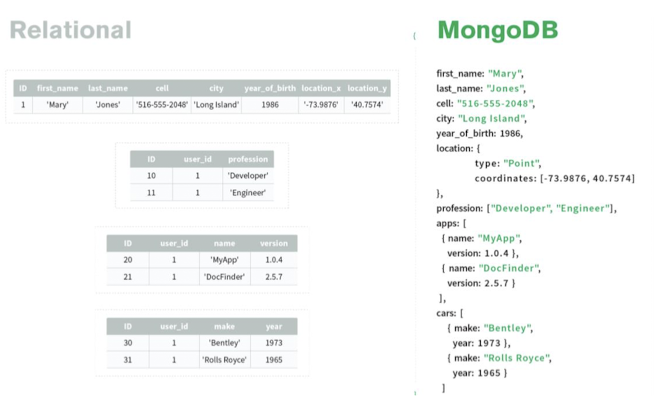 Relational
ID first_name last_name cell city year_of_birth location_x location_y
1 'Mary' 'Jones' '516-555-2048' 'Long Island' 1986 '-73.9876' '40.7574'
ID user_id profession
10 1 'Developer'
11 1 'Engineer'
ID user_id name version
20 1 'MyApp' 1.0.4
21 1 'DocFinder' 2.5.7
ID user_id make year
30 1 'Bentley' 1973
31 1 'Rolls Royce' 1965
{
MongoDB
first_name: "Mary",
last_name: "Jones",
cell: "516-555-2048",
city: "Long Island",
year_of_birth: 1986,
location: {
type: "Point",
coordinates: [-73.9876, 40.7574]
},
profession: ["Developer", "Engineer"],
apps: [
{ name: "MyApp",
version: 1.0.4 },
{ name: "DocFinder",
version: 2.5.7 }
],
cars: [
{ make: "Bentley",
year: 1973 },
{ make: "Rolls Royce",
year: 1965 }
]